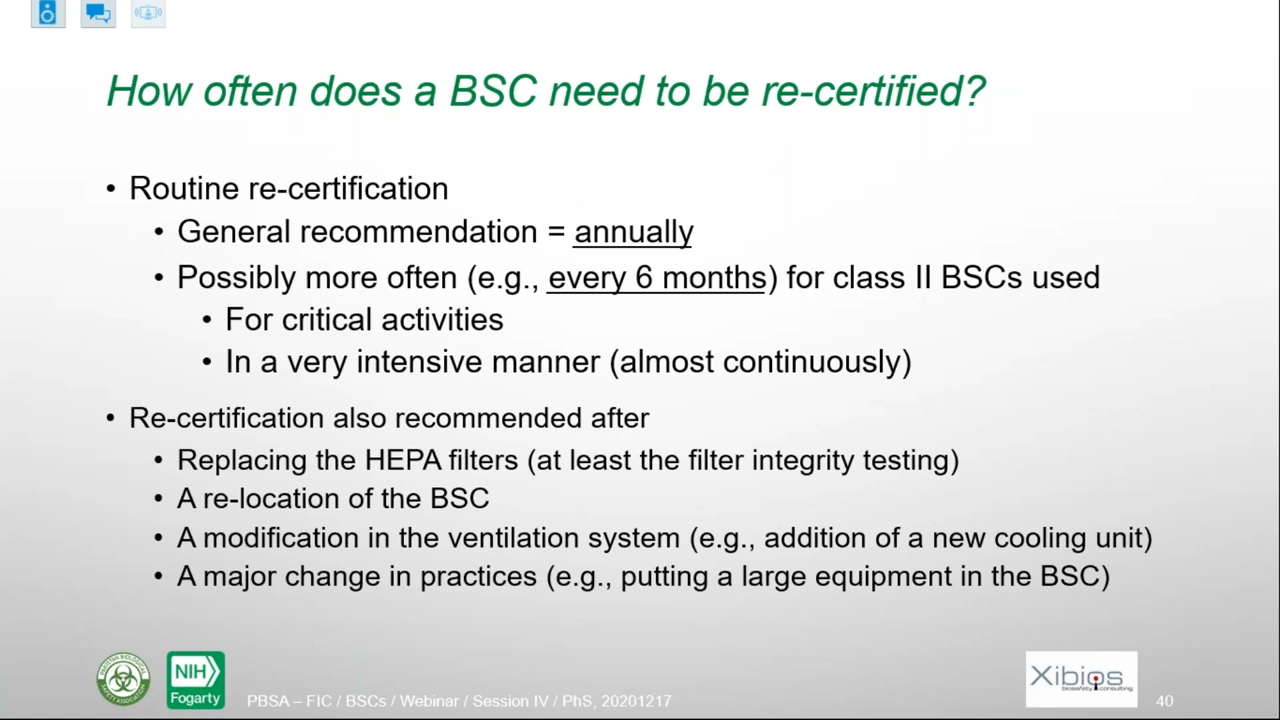 How often does a BSC need to be re-certified?
• Routine re-certification
• General recommendation = annually
• Possibly more often (e.g., every 6 months) for class II BSCs used
• For critical activities
• In a very intensive manner (almost continuously)
• Re-certification also recommended after
• Replacing the HEPA filters (at least the filter integrity testing)
• A re-location of the BSC
• A modification in the ventilation system (e.g., addition of a new cooling unit)
• A major change in practices (e.g., putting a large equipment in the BSC)
NIH
Fogarty
PBSA – FIC / BSCs / Webinar / Session IV / PhS, 20201217
Xibios
biosafety consulting
40